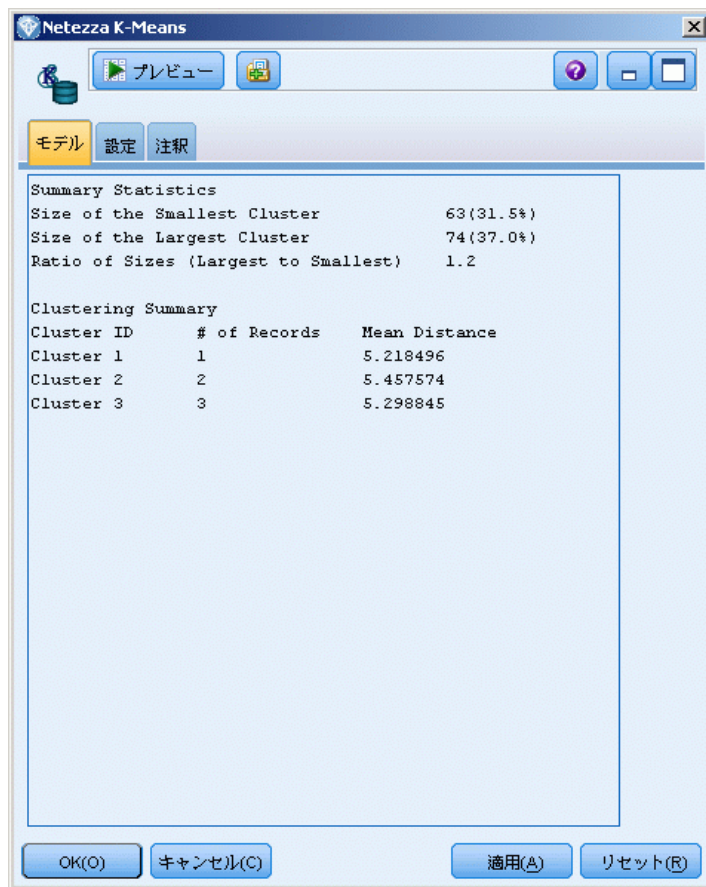 Netezza K-Means
プレビュー
モデル 設定 注釈
Summary Statistics
Size of the Smallest Cluster 63(31.5%)
Size of the Largest Cluster 74(37.0%)
Ratio of Sizes (Largest to Smallest) 1.2
Clustering Summary
Cluster ID # of Records Mean Distance
Cluster 1 1 5.218496
Cluster 2 2 5.457574
Cluster 3 3 5.298845
OK(O) キャンセル(C) 適用(A) リセット(R)